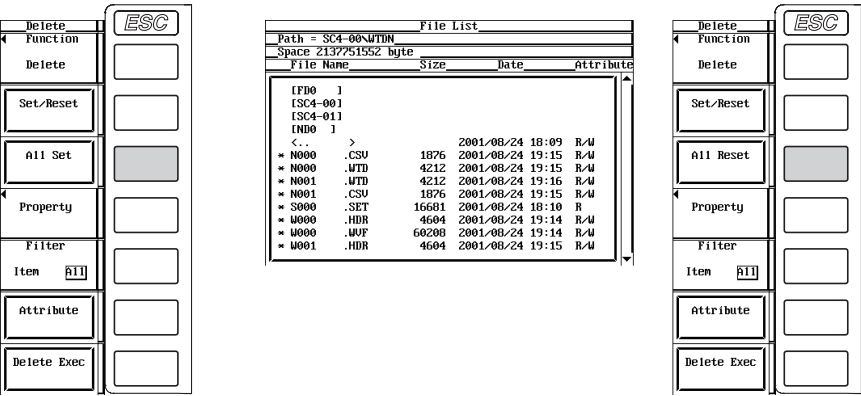 Delete
ESC
Function
Delete
Set/Reset
All Set
Property
Filter
Item All
Attribute
Delete Exec
File List
Path = SC4-00\WTDN
Space 2137751552 byte
File Name Size Date Attribute
[FD0 ]
[SC4-00]
[SC4-01]
[ND0 ]
<.. > 2001/08/24 18:09 R/W
* N000 .CSV 1876 2001/08/24 19:15 R/W
* N000 .WTD 4212 2001/08/24 19:15 R/W
* N001 .WTD 4212 2001/08/24 19:16 R/W
* N001 .CSV 1876 2001/08/24 19:15 R/W
* S000 .SET 16681 2001/08/24 18:10 R
* W000 .HDR 4604 2001/08/24 19:14 R/W
* W000 .WVF 60208 2001/08/24 19:14 R/W
* W001 .HDR 4604 2001/08/24 19:15 R/W
Delete
ESC
Function
Delete
Set/Reset
All Reset
Property
Filter
Item All
Attribute
Delete Exec